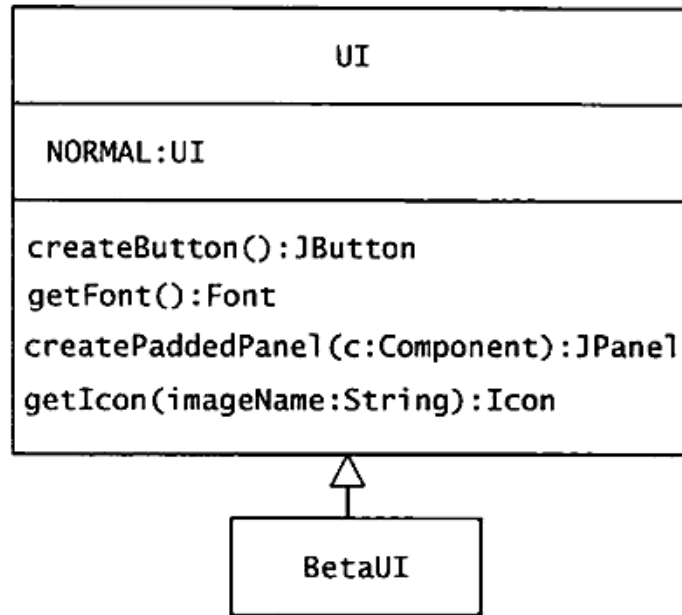 UI
NORMAL:UI
createButton():JButton
getFont():Font
createPaddedPanel(c:Component):JPanel
getIcon(imageName:String):Icon
BetaUI